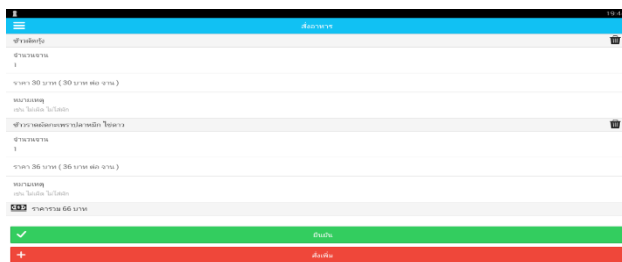 19:4
สั่งอาหาร
ข้าวผัดกุ้ง
จำนวนจาน
1
ราคา 30 บาท ( 30 บาท ต่อ จาน )
หมายเหตุ
เช่น ไม่เผ็ด ไม่ใส่ผัก
ข้าวราดผัดกะเพราปลาหมึก ไข่ดาว
จำนวนจาน
1
ราคา 36 บาท ( 36 บาท ต่อ จาน )
หมายเหตุ
เช่น ไม่เผ็ด ไม่ใส่ผัก
ราคารวม 66 บาท
ยืนยัน
สั่งเพิ่ม